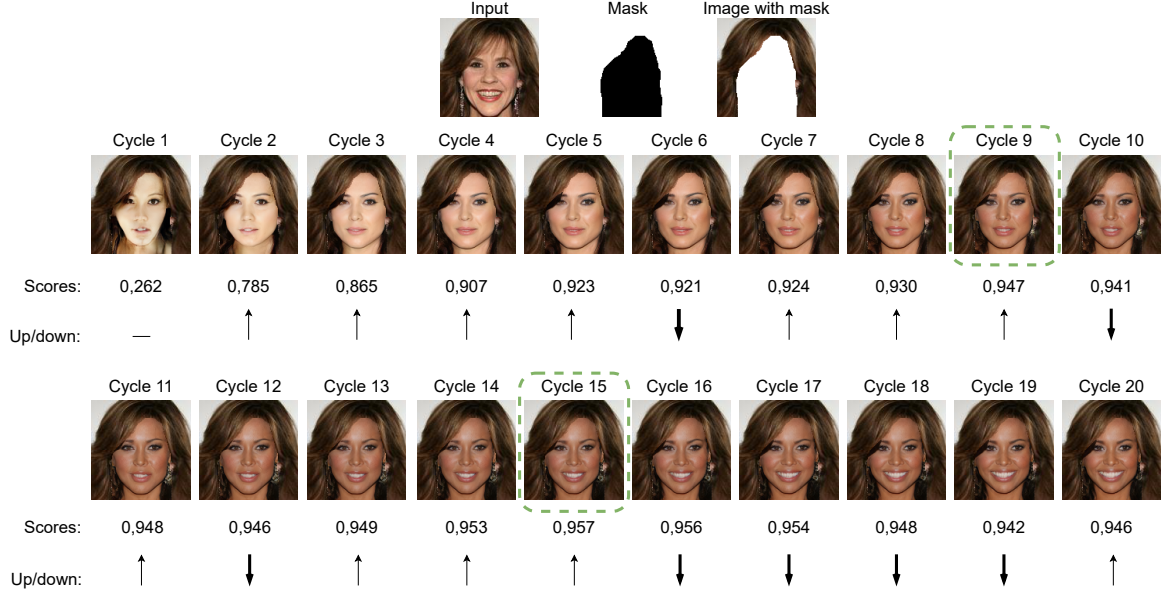 Input Mask Image with mask
Cycle 1 Cycle 2 Cycle 3 Cycle 4 Cycle 5 Cycle 6 Cycle 7 Cycle 8 Cycle 9 Cycle 10
Scores: 0,262 0,785 0,865 0,907 0,923 0,921 0,924 0,930 0,947 0,941
Up/down:
Cycle 11 Cycle 12 Cycle 13 Cycle 14 Cycle 15 Cycle 16 Cycle 17 Cycle 18 Cycle 19 Cycle 20
Scores: 0,948 0,946 0,949 0,953 0,957 0,956 0,954 0,948 0,942 0,946
Up/down: